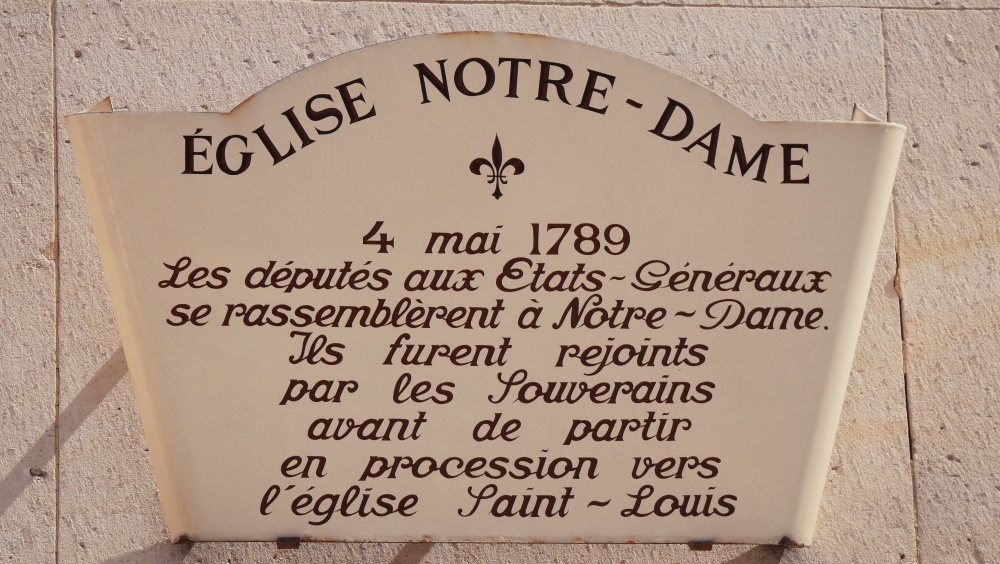 ÉGLISE NOTRE-DAME
4 mai 1789
Les députés aux Etats-Généraux
se rassemblèrent à Notre-Dame.
Ils furent rejoints
par les Souverains
avant de partir
en procession vers
l'église Saint-Louis